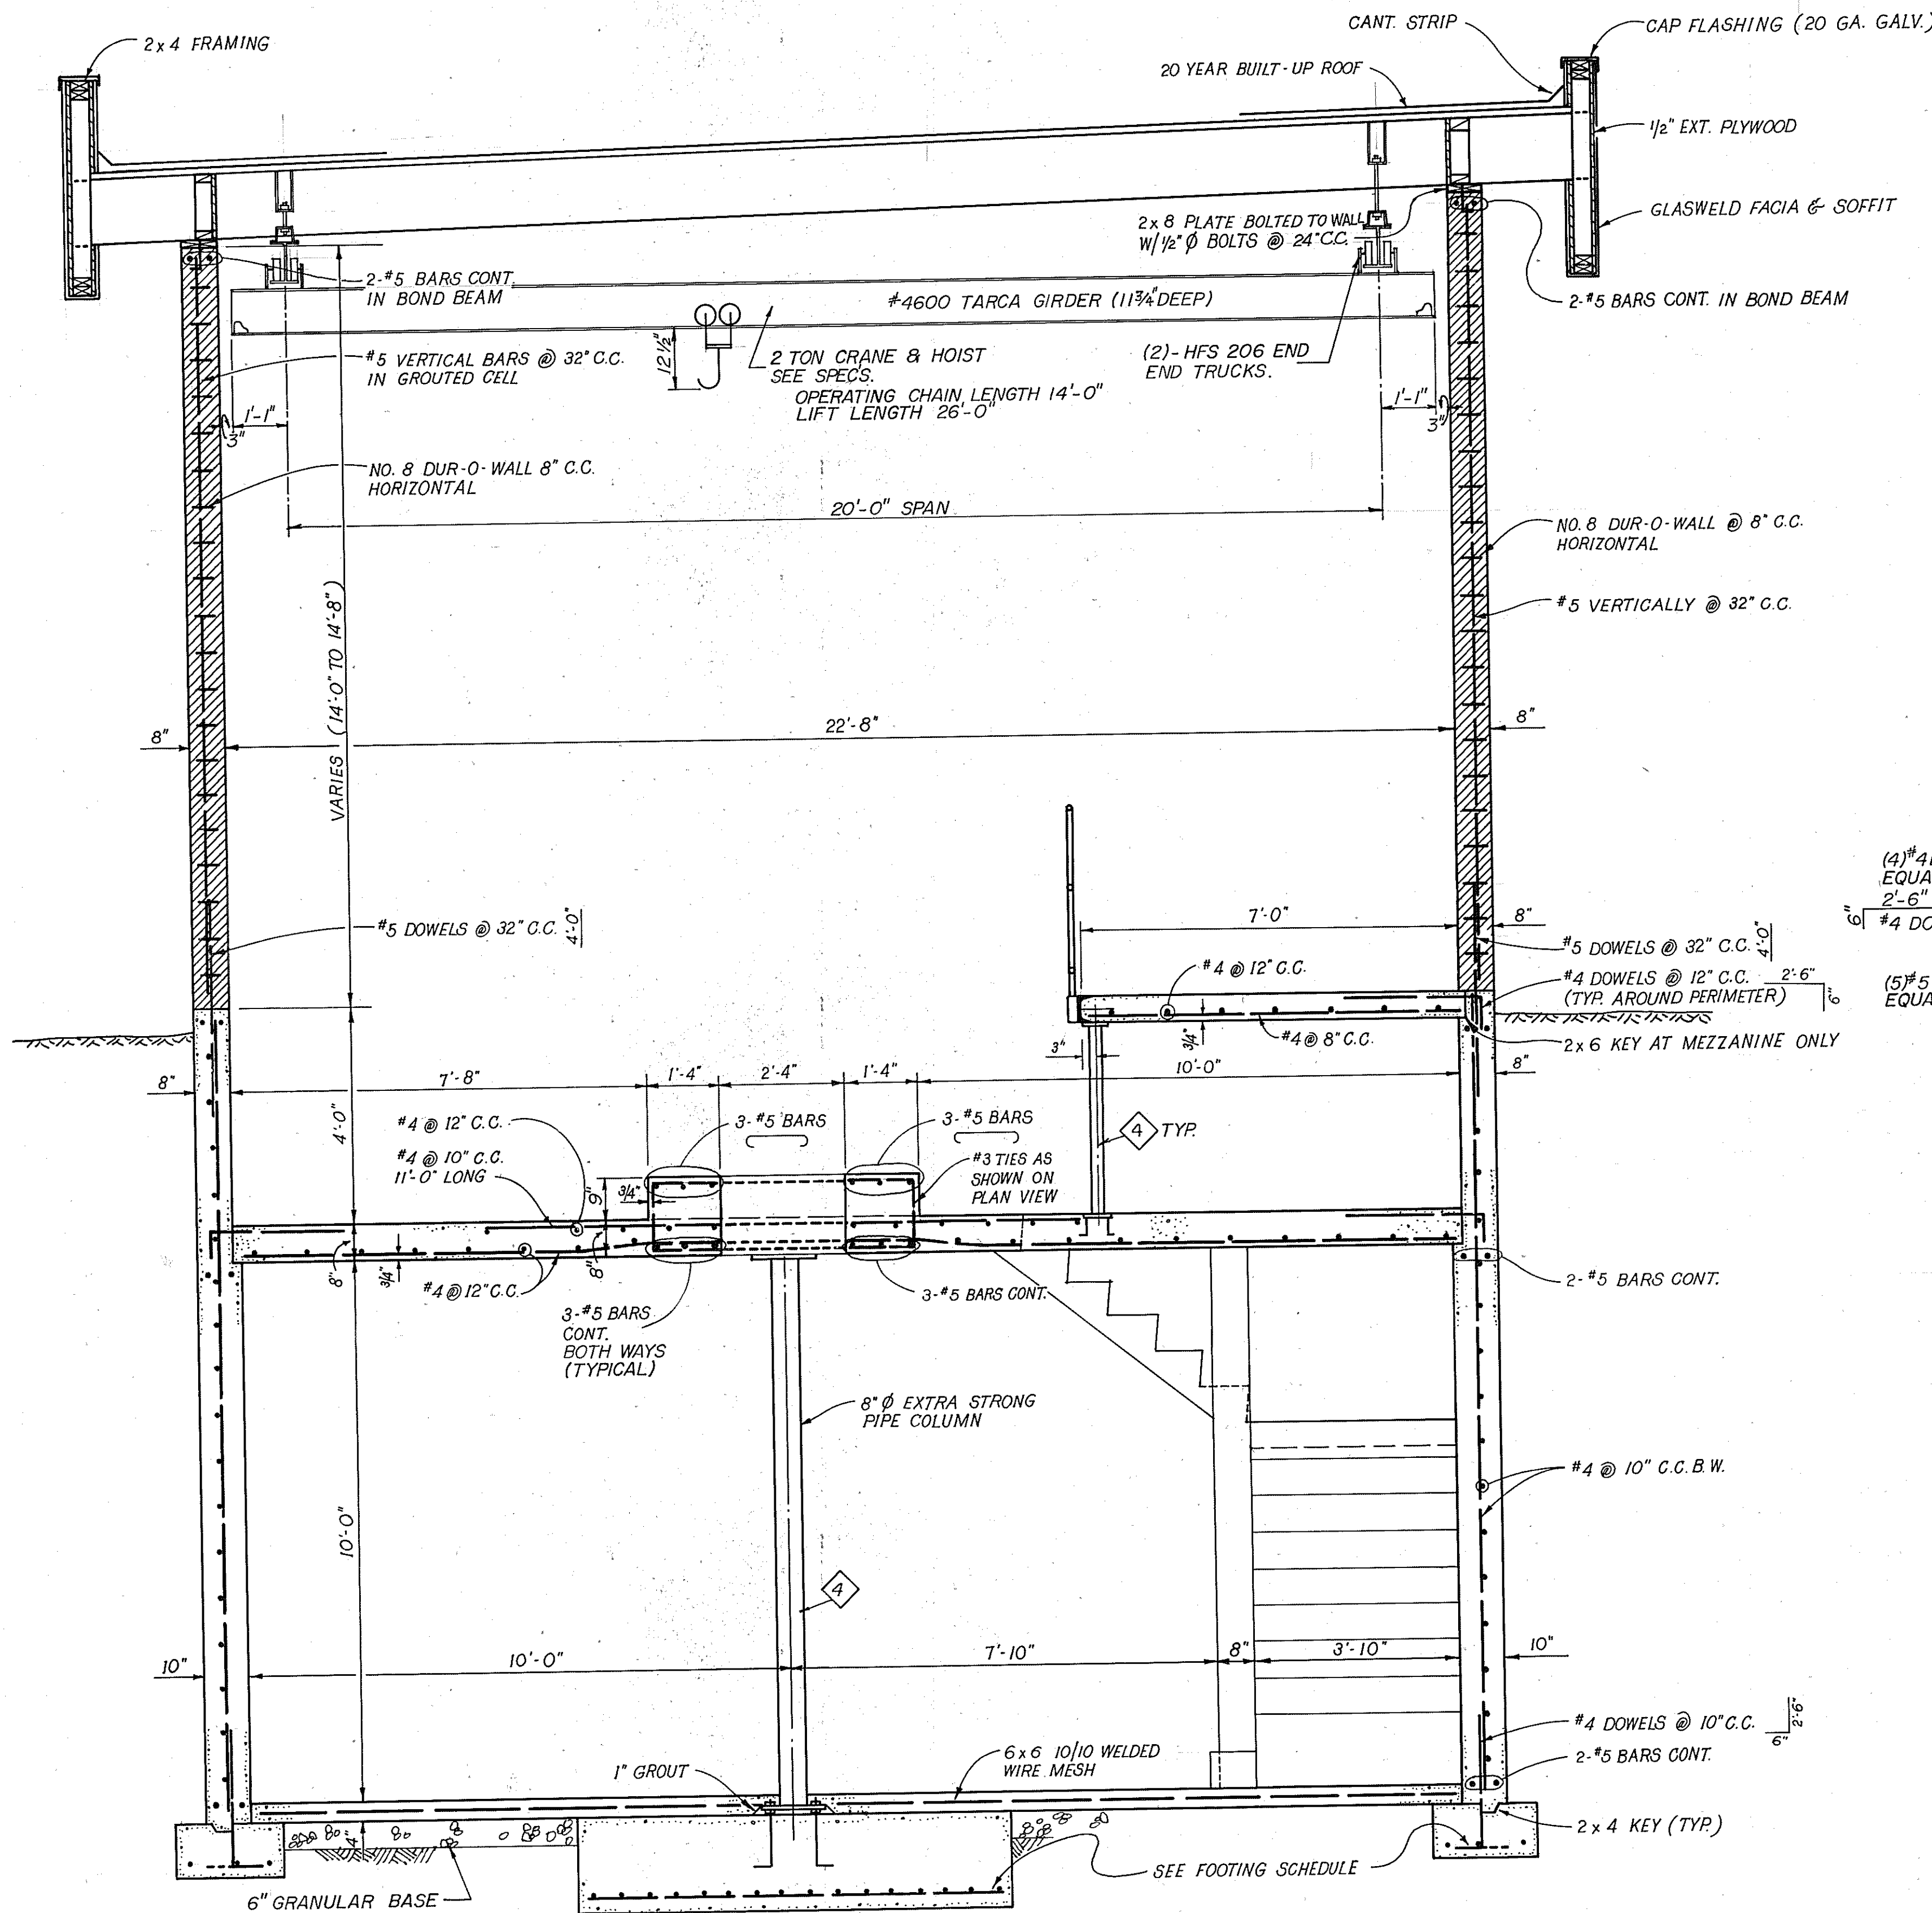 2x4 FRAMING
CANT. STRIP
CAP FLASHING (20 GA. GALV.)
20 YEAR BUILT-UP ROOF
1/2" EXT. PLYWOOD
GLASWELD FACIA & SOFFIT
2x8 PLATE BOLTED TO WALL
W/ 1/2" Ø BOLTS @ 24" C.C.
2-#5 BARS CONT.
IN BOND BEAM
#4600 TARCA GIRDER (11 3/4" DEEP)
2-#5 BARS CONT. IN BOND BEAM
#5 VERTICAL BARS @ 32" C.C.
IN GROUTED CELL
12 1/2"
2 TON CRANE & HOIST
SEE SPEC'S.
OPERATING CHAIN LENGTH 14'-0"
LIFT LENGTH 26'-0"
(2)-HFS 206 END
END TRUCKS.
1'-1"
3"
1'-1"
3"
NO. 8 DUR-O-WALL 8" C.C.
HORIZONTAL
20'-0" SPAN
NO. 8 DUR-O-WALL @ 8" C.C.
HORIZONTAL
#5 VERTICALLY @ 32" C.C.
VARIES (14'-0" TO 14'-8")
8"
22'-8"
8"
(4)#4
EQUA
2'-6"
6"
#4 DO
(5)#5
EQUA
#5 DOWELS @ 32" C.C.
4'-0"
7'-0"
8"
#5 DOWELS @ 32" C.C.
4'-0"
#4 @ 12" C.C.
#4 DOWELS @ 12" C.C.
(TYP. AROUND PERIMETER)
2'-6"
6"
3/4"
#4 @ 8" C.C.
2x6 KEY AT MEZZANINE ONLY
3"
8"
7'-8"
1'-4"
2'-4"
1'-4"
10'-0"
8"
4'-0"
#4 @ 12" C.C.
#4 @ 10" C.C.
11'-0" LONG
3-#5 BARS
3-#5 BARS
#3 TIES AS
SHOWN ON
PLAN VIEW
4
TYP.
3/4"
9"
8"
3/4"
8"
#4 @ 12" C.C.
3-#5 BARS
CONT.
BOTH WAYS
(TYPICAL)
3-#5 BARS CONT.
2-#5 BARS CONT.
8" Ø EXTRA STRONG
PIPE COLUMN
#4 @ 10" C.C. B.W.
10'-0"
4
10"
10'-0"
7'-10"
8"
3'-10"
10"
#4 DOWELS @ 10" C.C.
2'-6"
6"
2-#5 BARS CONT.
1" GROUT
6x6 10/10 WELDED
WIRE MESH
4"
2x4 KEY (TYP.)
SEE FOOTING SCHEDULE
6" GRANULAR BASE